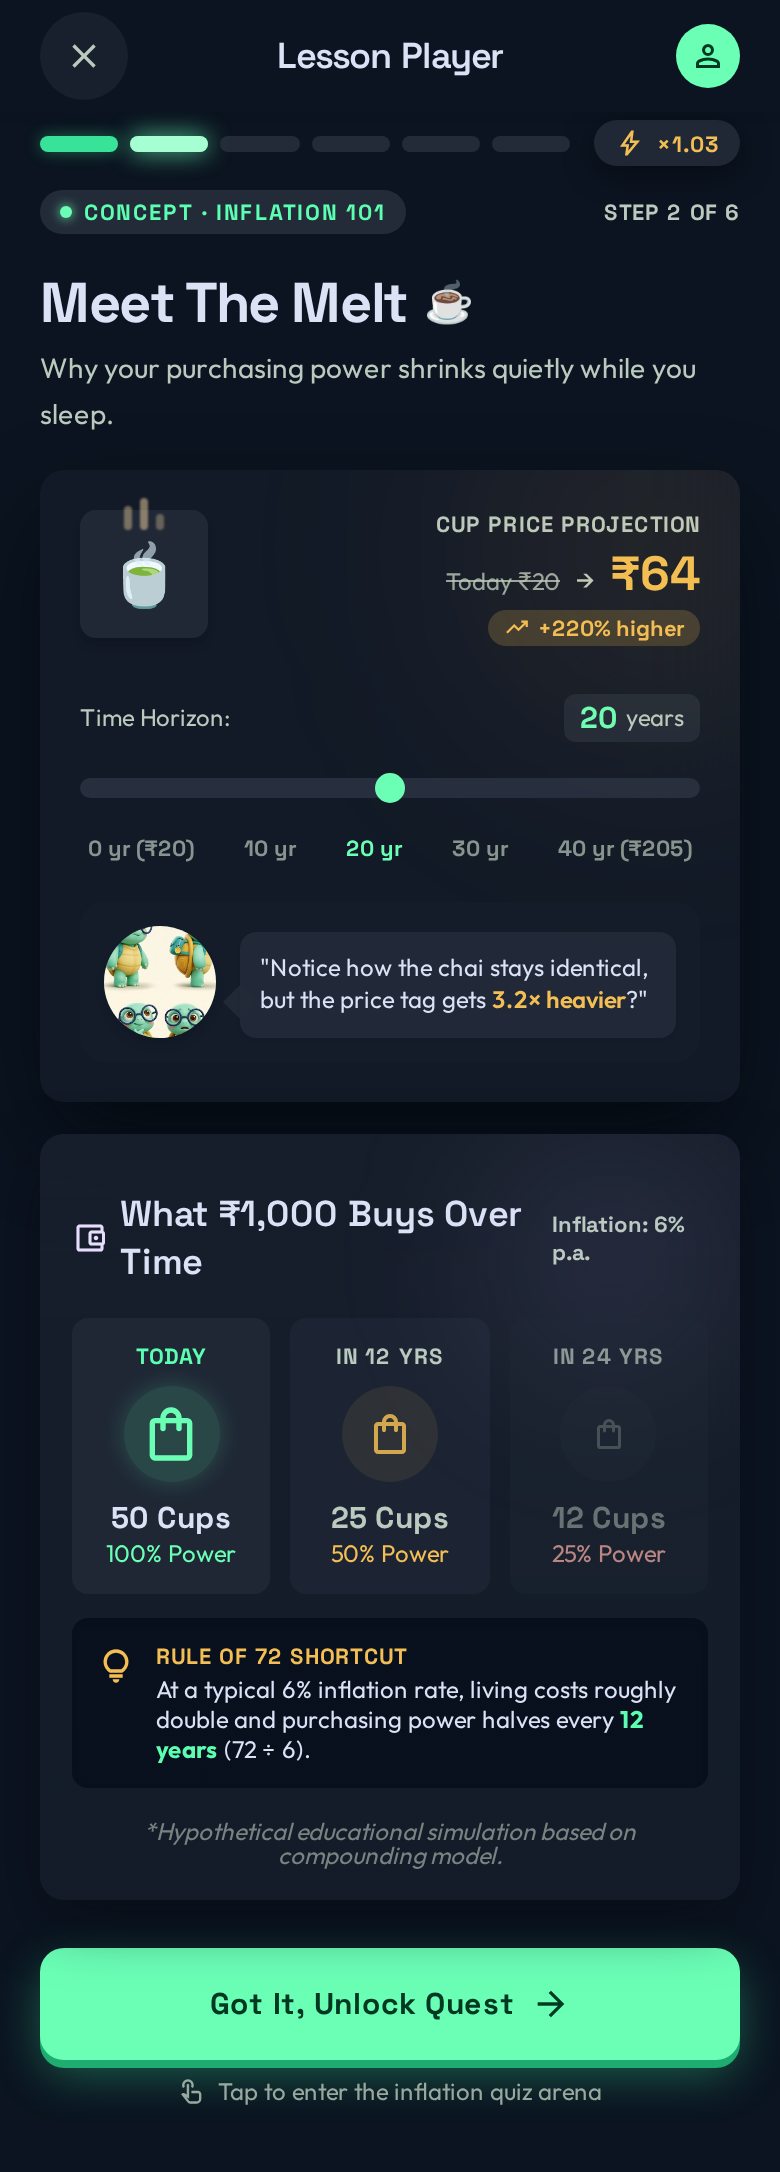 Lesson Player
×1.03
CONCEPT · INFLATION 101
STEP 2 OF 6
Meet The Melt ☕
Why your purchasing power shrinks quietly while you
sleep.
CUP PRICE PROJECTION
Today ₹20 → ₹64
+220% higher
Time Horizon:
20 years
0 yr (₹20)
10 yr
20 yr
30 yr
40 yr (₹205)
"Notice how the chai stays identical,
but the price tag gets 3.2× heavier?"
What ₹1,000 Buys Over
Time
Inflation: 6%
p.a.
TODAY
50 Cups
100% Power
IN 12 YRS
25 Cups
50% Power
IN 24 YRS
12 Cups
25% Power
RULE OF 72 SHORTCUT
At a typical 6% inflation rate, living costs roughly
double and purchasing power halves every 12
years (72 ÷ 6).
*Hypothetical educational simulation based on
compounding model.
Got It, Unlock Quest →
Tap to enter the inflation quiz arena